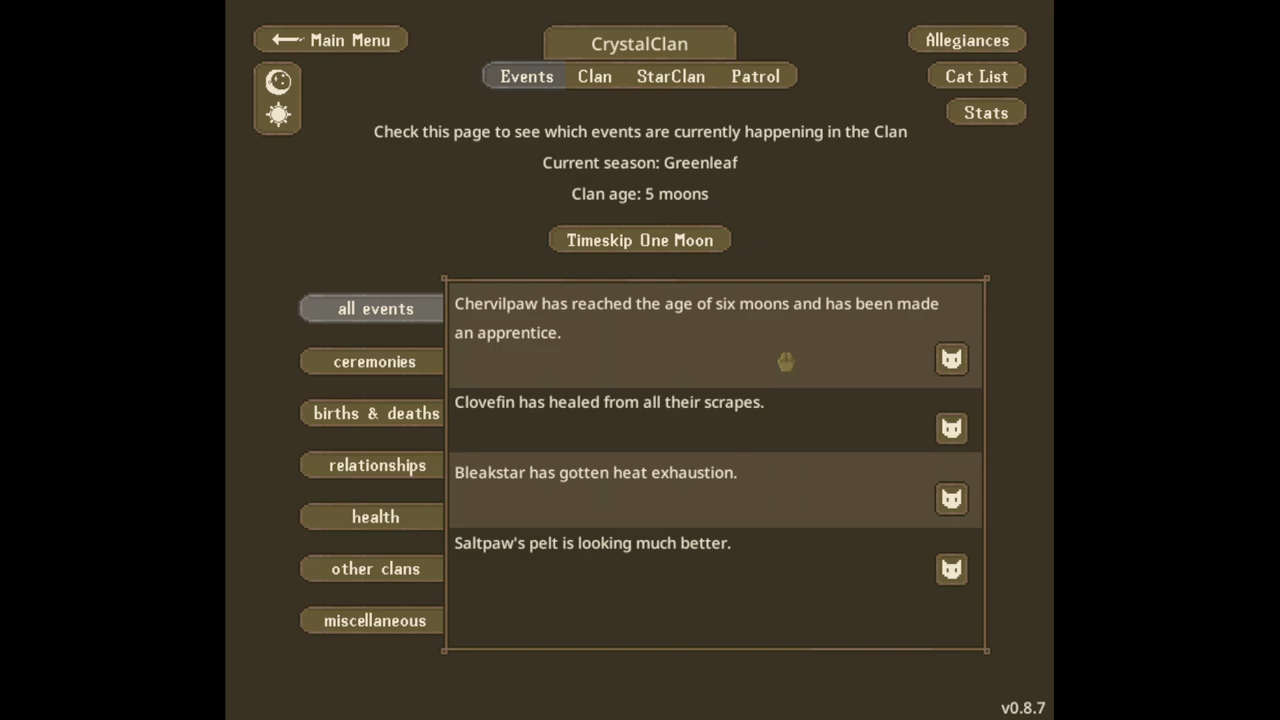 Main Menu
CrystalClan
Allegiances
Events Clan StarClan Patrol
Cat List
Stats
Check this page to see which events are currently happening in the Clan
Current season: Greenleaf
Clan age: 5 moons
Timeskip One Moon
all events
ceremonies
births & deaths
relationships
health
other clans
miscellaneous
Chervilpaw has reached the age of six moons and has been made
an apprentice.
Clovefin has healed from all their scrapes.
Bleakstar has gotten heat exhaustion.
Saltpaw's pelt is looking much better.
v0.8.7